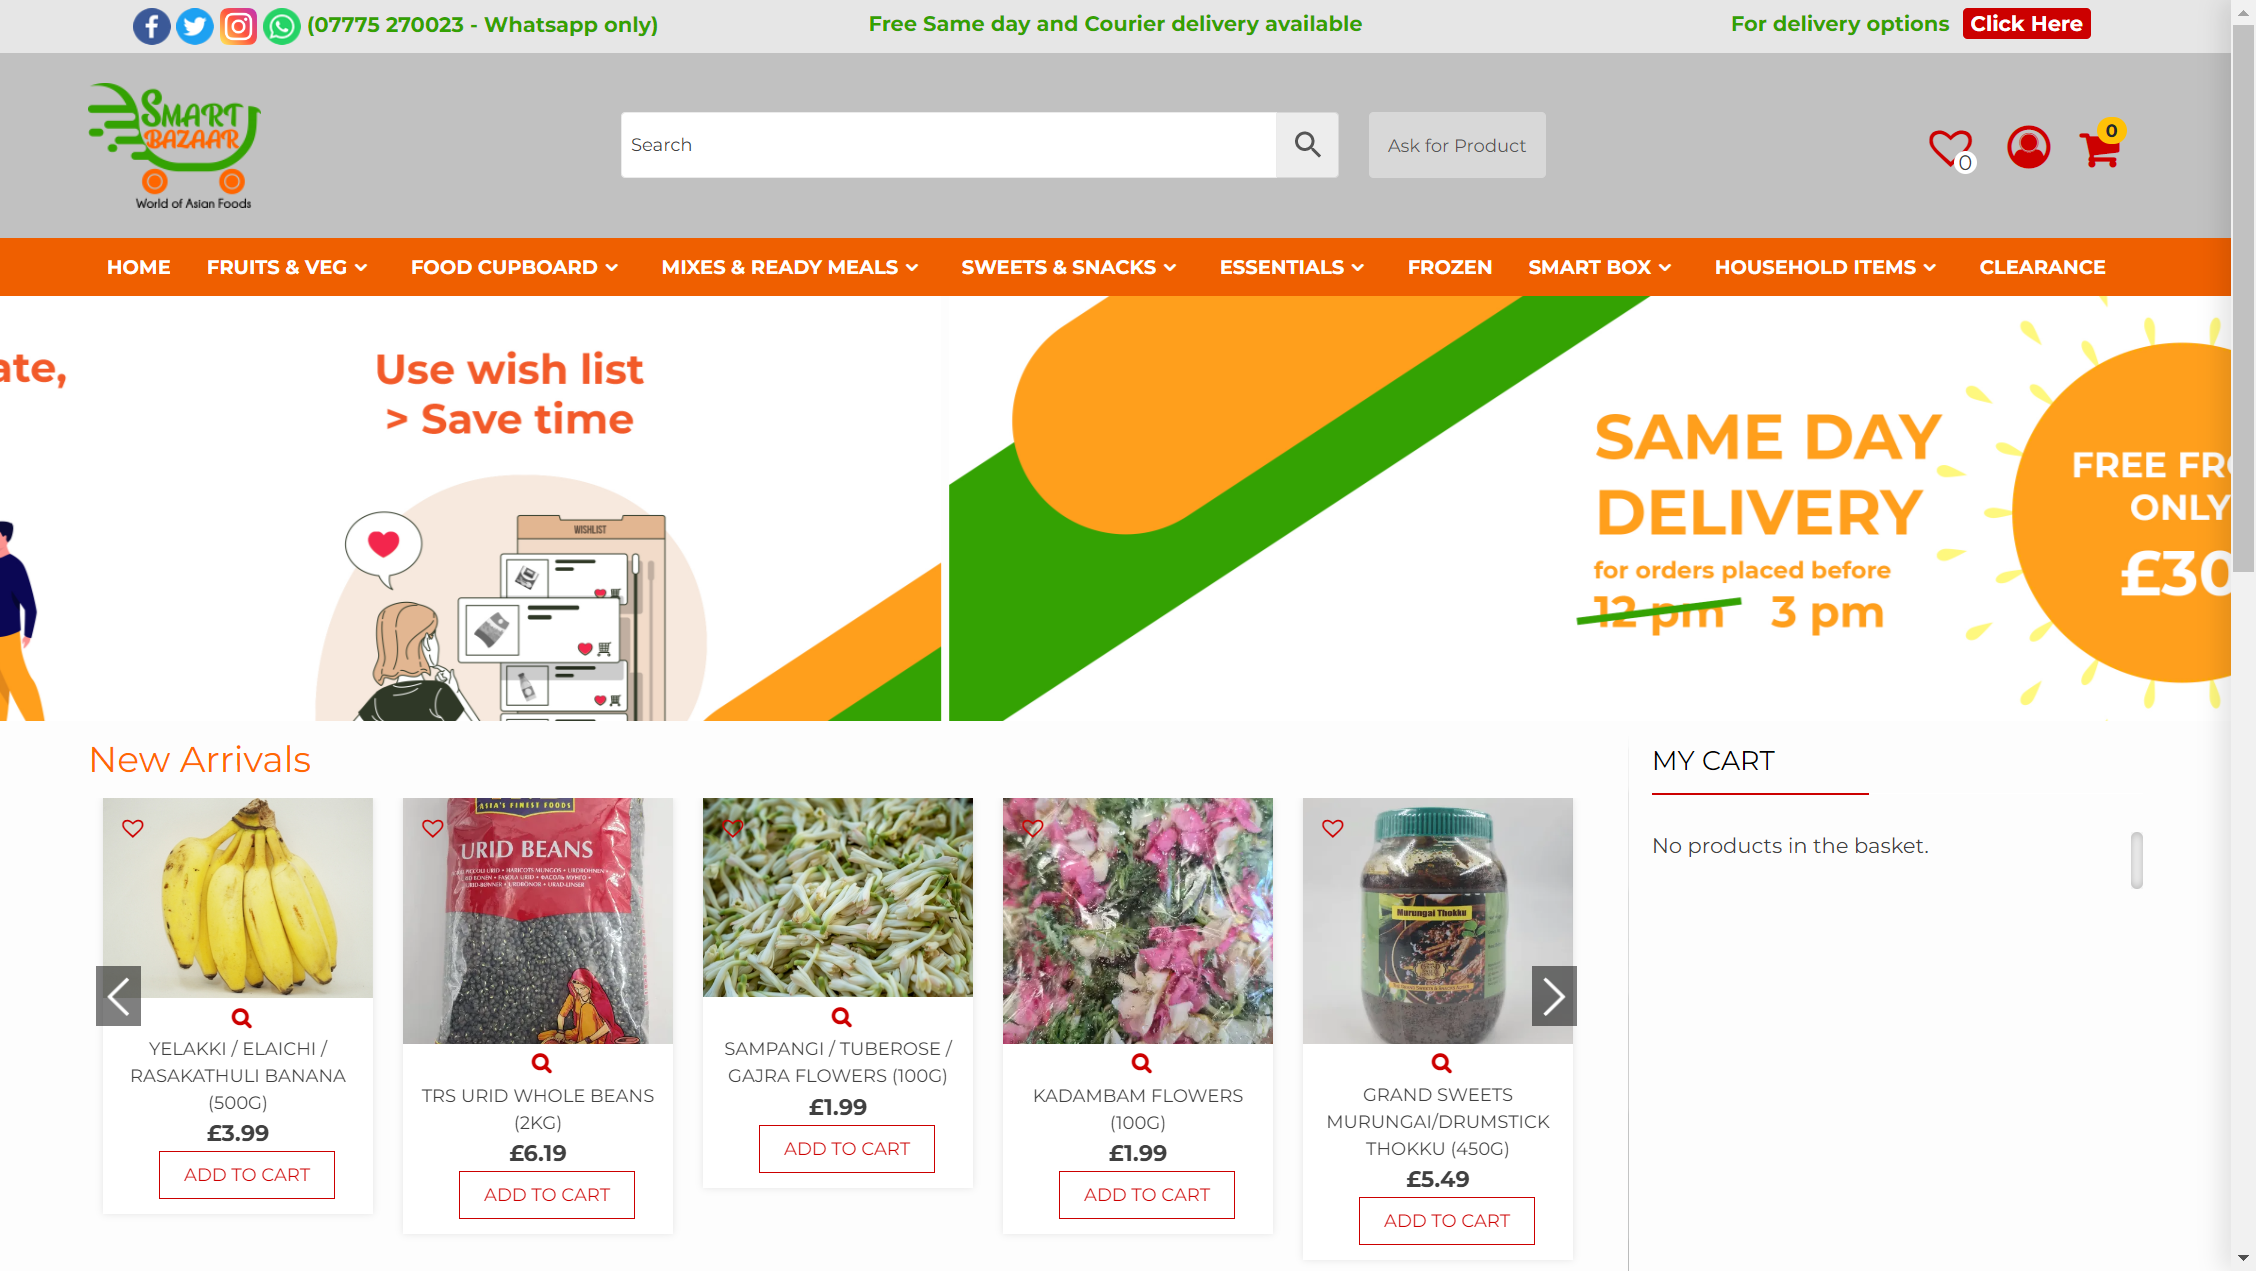 (07775 270023 - Whatsapp only)
Free Same day and Courier delivery available
For delivery options Click Here
SMART
BAZAAR
World of Asian Foods
Search
Ask for Product
0
0
HOME FRUITS & VEG FOOD CUPBOARD MIXES & READY MEALS SWEETS & SNACKS ESSENTIALS FROZEN SMART BOX HOUSEHOLD ITEMS CLEARANCE
ate,
Use wish list
> Save time
WISHLIST
SAME DAY
DELIVERY
for orders placed before
12 pm 3 pm
FREE FRO
ONLY
£30
New Arrivals
MY CART
No products in the basket.
ASIA'S FINEST FOODS
URID BEANS
Murungai Thokku
YELAKKI / ELAICHI /
RASAKATHULI BANANA
(500G)
£3.99
ADD TO CART
TRS URID WHOLE BEANS
(2KG)
£6.19
ADD TO CART
SAMPANGI / TUBEROSE /
GAJRA FLOWERS (100G)
£1.99
ADD TO CART
KADAMBAM FLOWERS
(100G)
£1.99
ADD TO CART
GRAND SWEETS
MURUNGAI/DRUMSTICK
THOKKU (450G)
£5.49
ADD TO CART